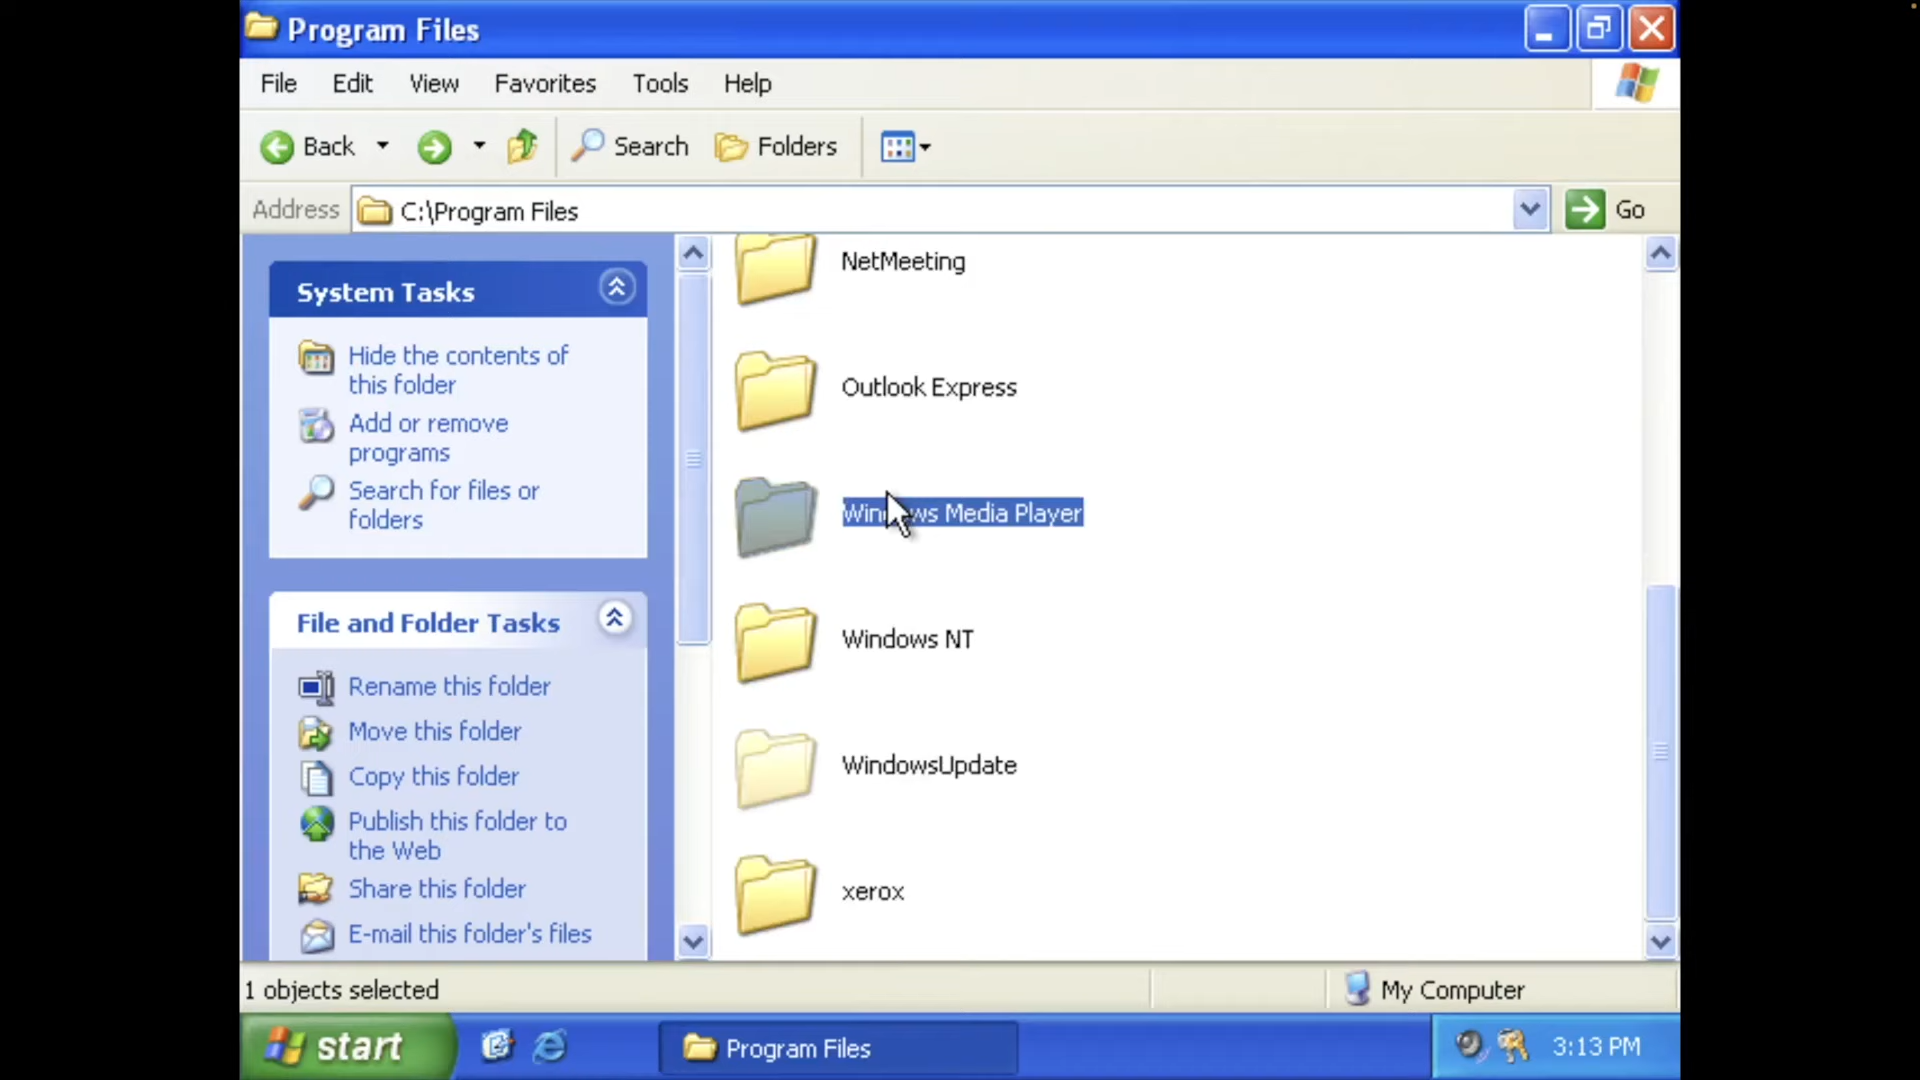 Program Files
File Edit View Favorites Tools Help
Back Search Folders
Address C:\Program Files Go
System Tasks
Hide the contents of
this folder
Add or remove
programs
Search for files or
folders
File and Folder Tasks
Rename this folder
Move this folder
Copy this folder
Publish this folder to
the Web
Share this folder
E-mail this folder's files
NetMeeting
Outlook Express
Windows Media Player
Windows NT
WindowsUpdate
xerox
1 objects selected
My Computer
start
Program Files
3:13 PM